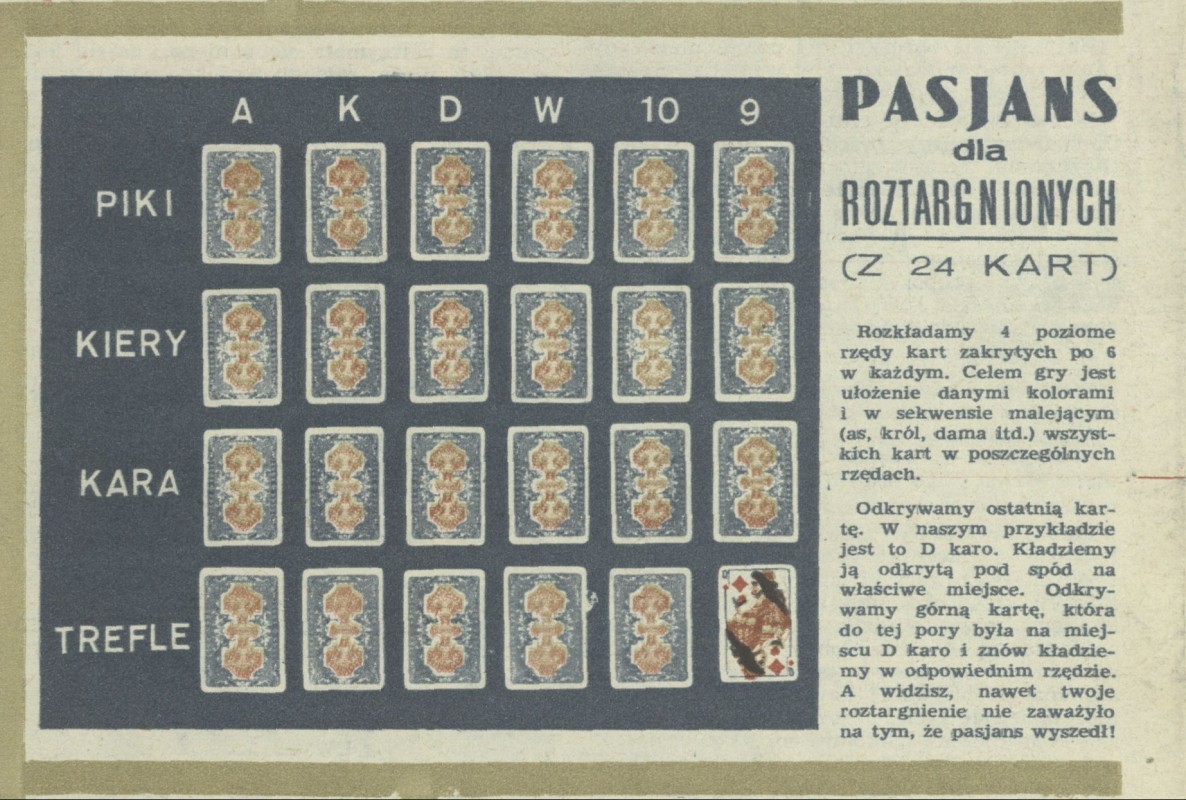 A K D W 10 9
PIKI
KIERY
KARA
TREFLE
PASJANS
dla
ROZTARGNIONYCH
(Z 24 KART)
Rozkładamy 4 poziome
rzędy kart zakrytych po 6
w każdym. Celem gry jest
ułożenie danymi kolorami
i w sekwensie malejącym
(as, król, dama itd.) wszyst-
kich kart w poszczególnych
rzędach.
Odkrywamy ostatnią kar-
tę. W naszym przykładzie
jest to D karo. Kładziemy
ją odkrytą pod spód na
właściwe miejsce. Odkry-
wamy górną kartę, która
do tej pory była na miej-
scu D karo i znów kładzie-
my w odpowiednim rzędzie.
A widzisz, nawet twoje
roztargnienie nie zaważyło
na tym, że pasjans wyszedł!